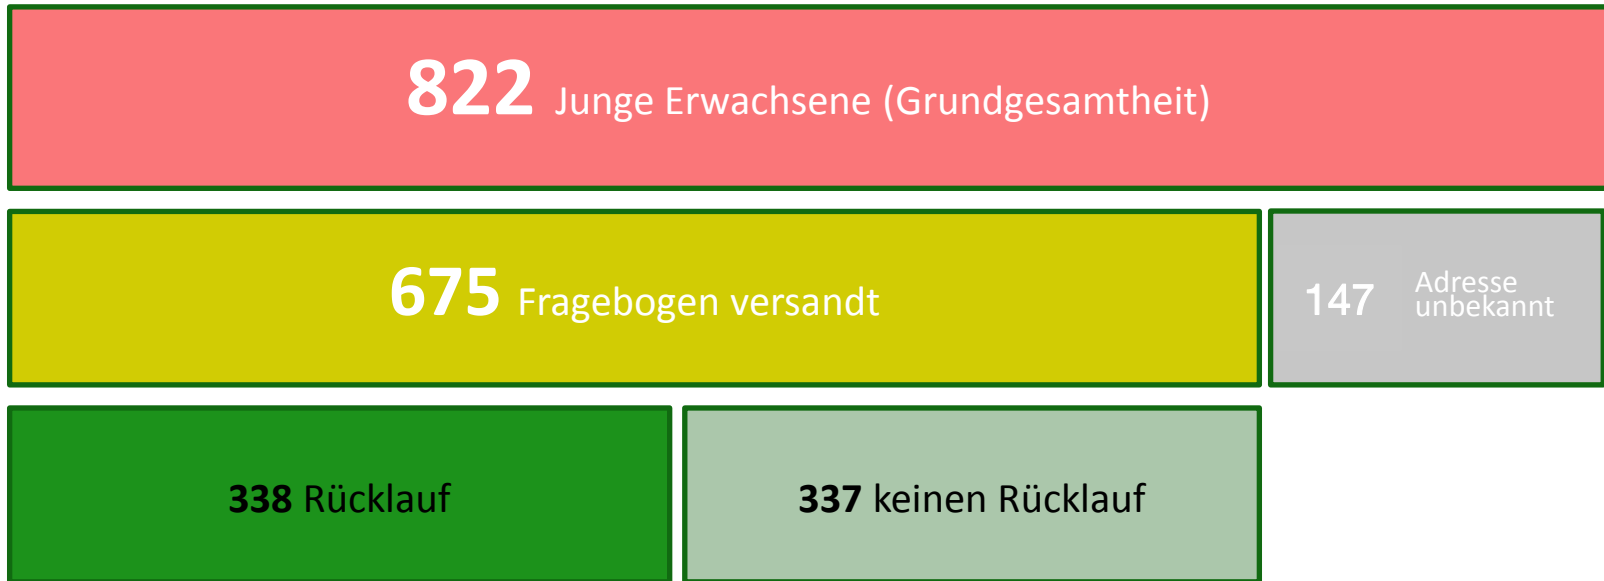 822 Junge Erwachsene (Grundgesamtheit)
675 Fragebogen versandt
147 Adresse
unbekannt
338 Rücklauf
337 keinen Rücklauf